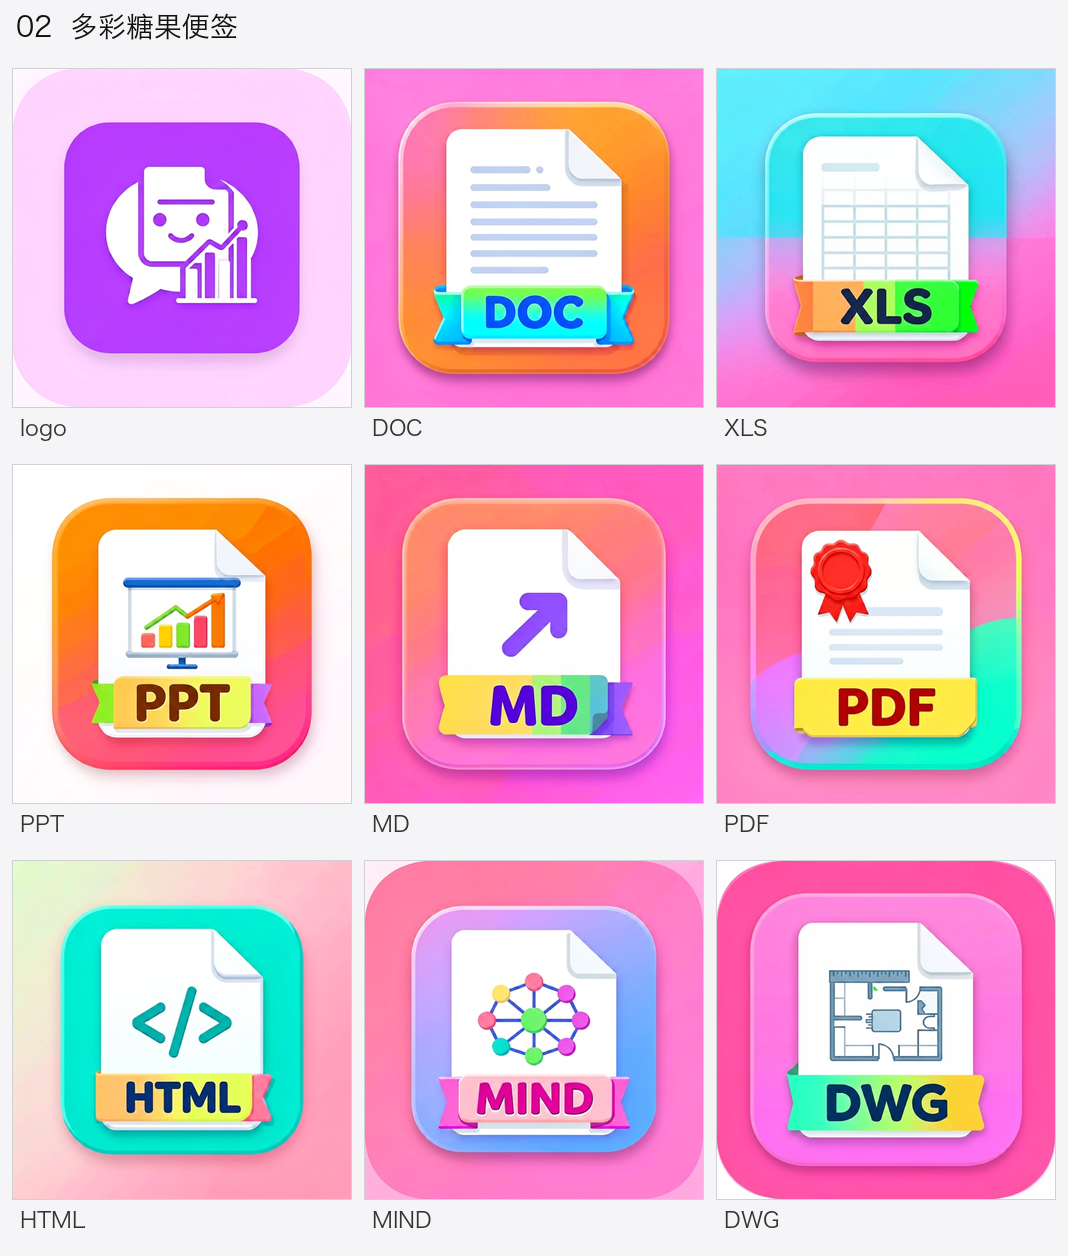 02 多彩糖果便签
logo
DOC
DOC
XLS
XLS
PPT
PPT
MD
MD
PDF
PDF
</>
HTML
HTML
MIND
MIND
DWG
DWG